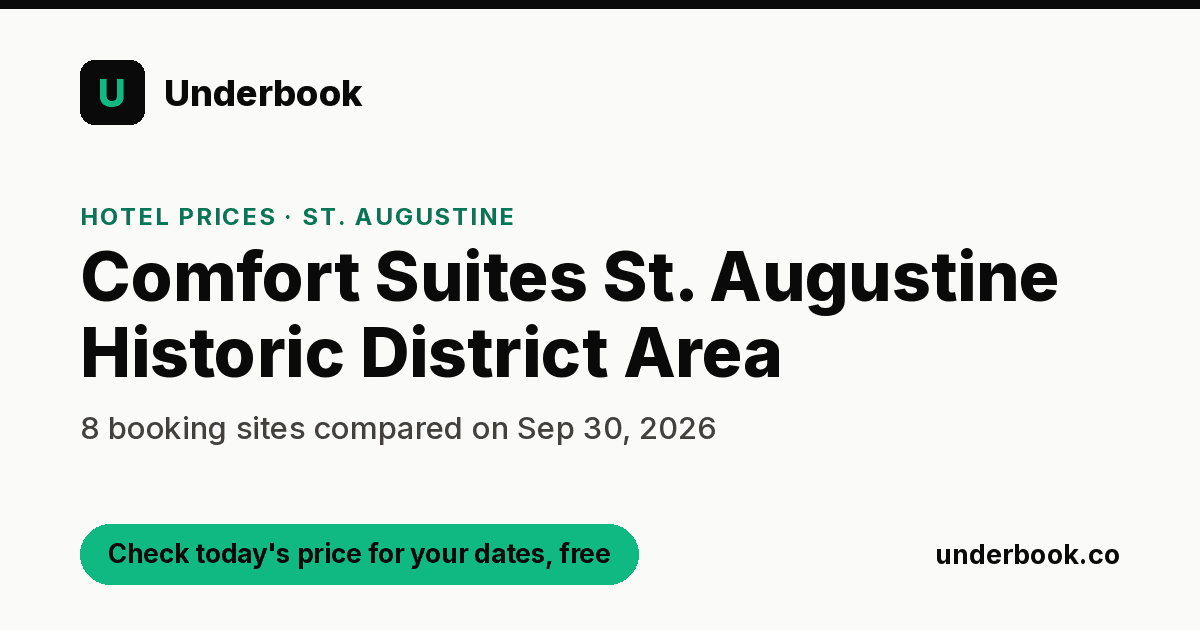 U Underbook
HOTEL PRICES · ST. AUGUSTINE
Comfort Suites St. Augustine
Historic District Area
8 booking sites compared on Sep 30, 2026
Check today's price for your dates, free
underbook.co